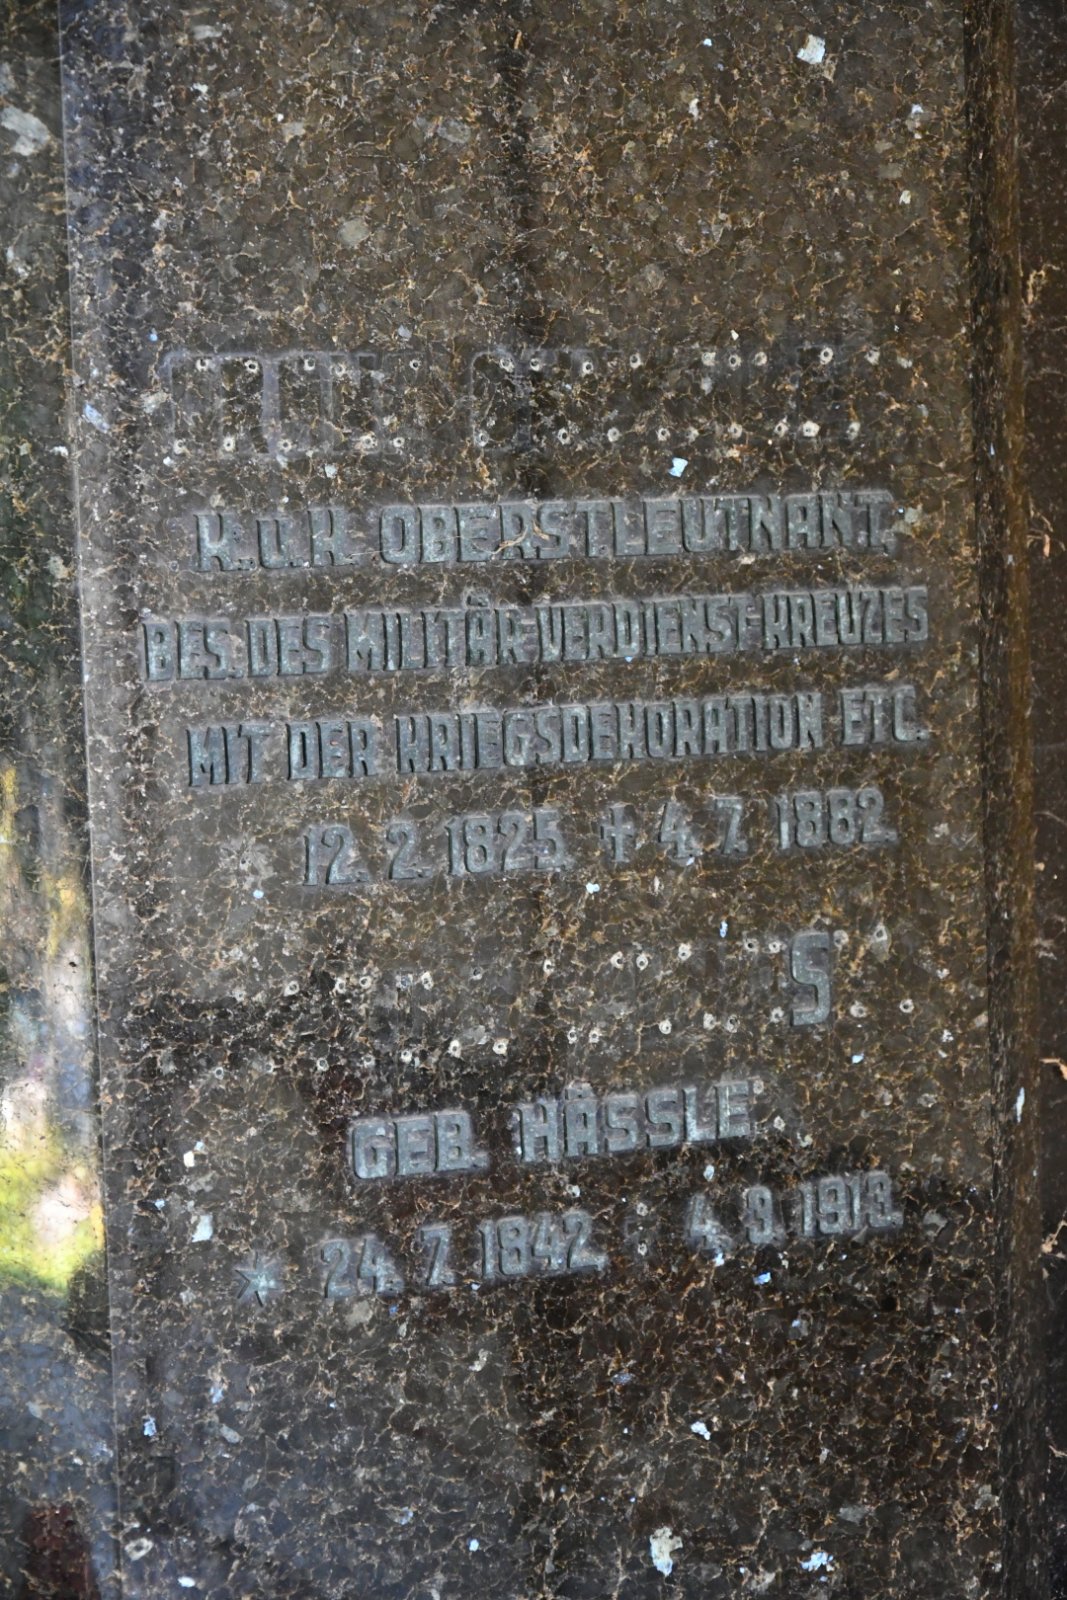 K. U. K. OBERSTLEUTNANT,
BES. DES MILITÄR-VERDIENST-KREUZES
MIT DER KRIEGSDEKORATION ETC.
12. 2. 1825. † 4. 7. 1882.
S
GEB. HÄSSLE
* 24. 7. 1842. 4. 9. 1913.